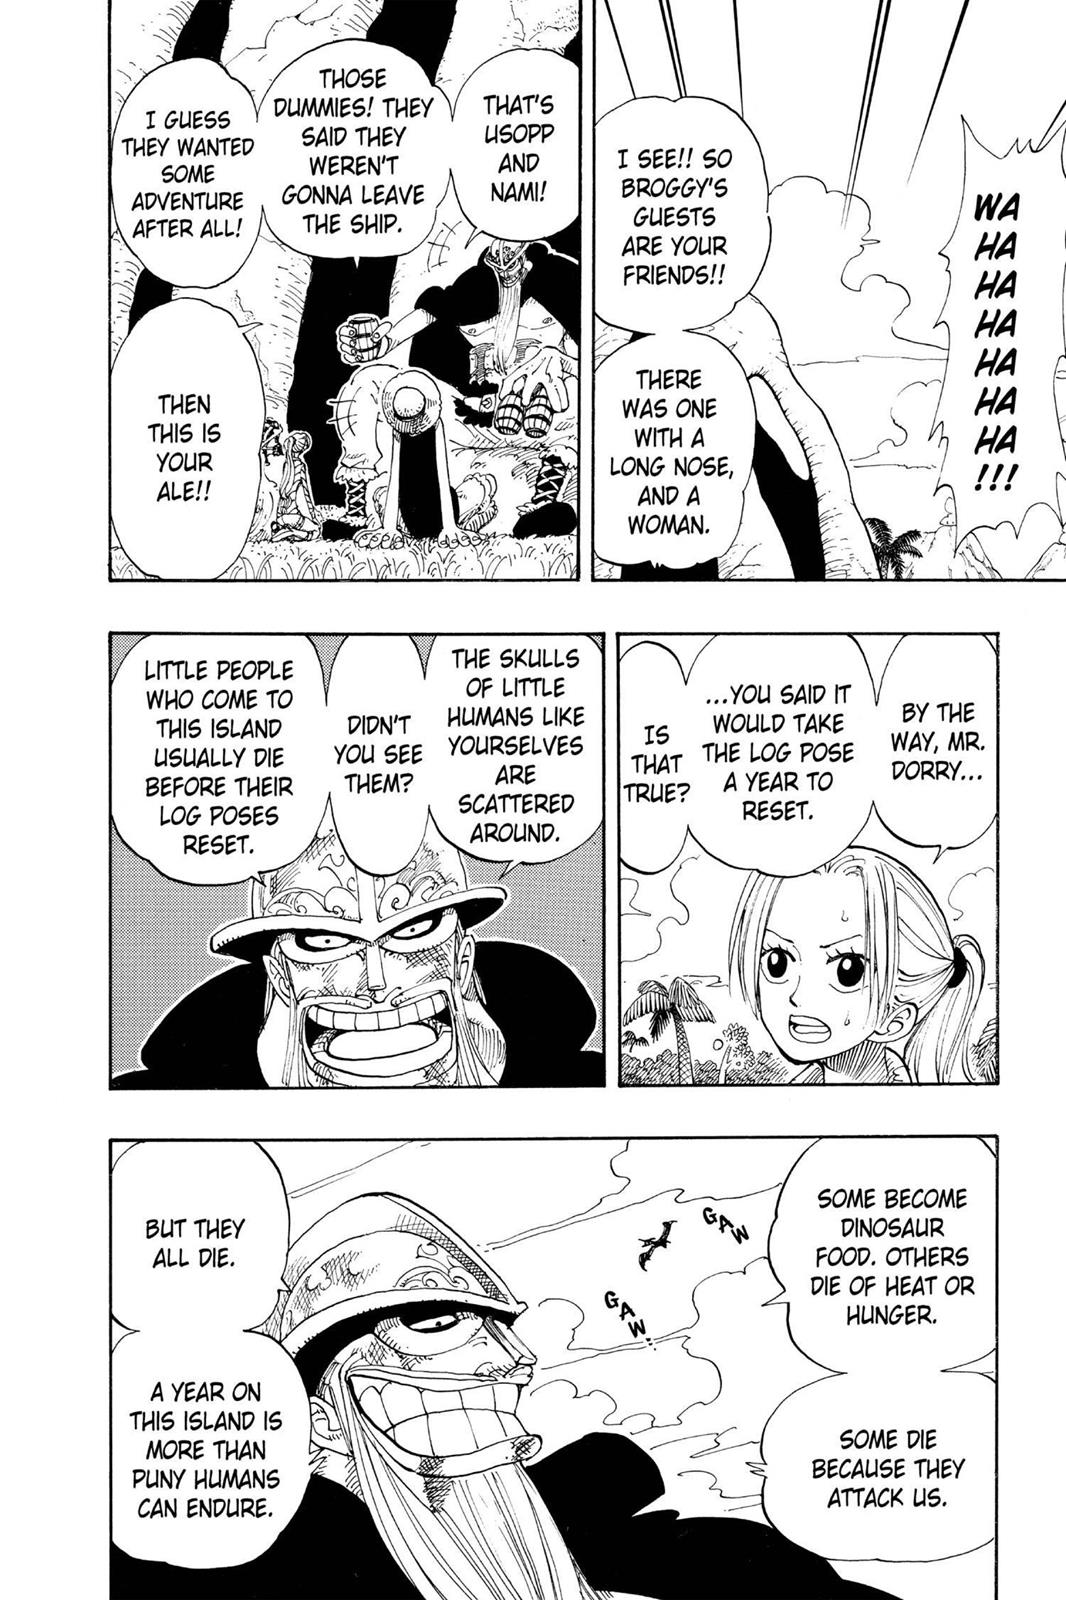 WA
HA
HA
HA
HA
HA
HA
!!!
I SEE!! SO
BROGGY'S
GUESTS
ARE YOUR
FRIENDS!!
THERE
WAS ONE
WITH A
LONG NOSE,
AND A
WOMAN.
THAT'S
USOPP
AND
NAMI!
THOSE
DUMMIES! THEY
SAID THEY
WEREN'T
GONNA LEAVE
THE SHIP.
I GUESS
THEY WANTED
SOME
ADVENTURE
AFTER ALL!
THEN
THIS IS
YOUR
ALE!!
BY THE
WAY, MR.
DORRY...
...YOU SAID IT
WOULD TAKE
THE LOG POSE
A YEAR TO
RESET.
IS
THAT
TRUE?
THE SKULLS
OF LITTLE
HUMANS LIKE
YOURSELVES
ARE
SCATTERED
AROUND.
DIDN'T
YOU SEE
THEM?
LITTLE PEOPLE
WHO COME TO
THIS ISLAND
USUALLY DIE
BEFORE THEIR
LOG POSES
RESET.
SOME BECOME
DINOSAUR
FOOD. OTHERS
DIE OF HEAT OR
HUNGER.
GAW
GAW.
SOME DIE
BECAUSE THEY
ATTACK US.
BUT THEY
ALL DIE.
A YEAR ON
THIS ISLAND IS
MORE THAN
PUNY HUMANS
CAN ENDURE.